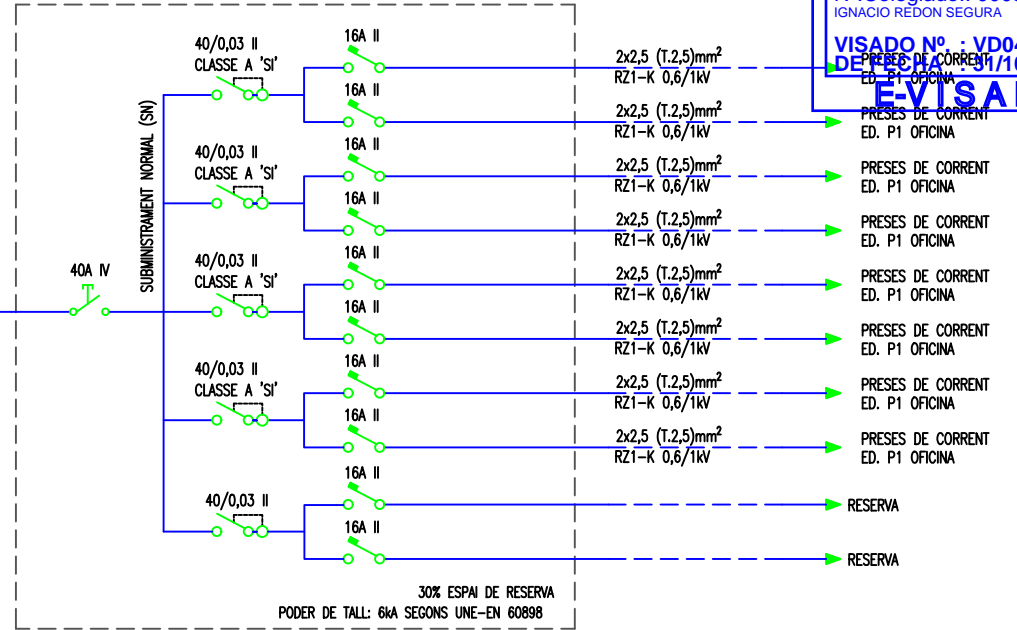 IGNACIO REDON SEGURA
VISADO Nº. : VD04
DE FECHA : 31/10
E-VISA
40A IV
SUBMINISTRAMENT NORMAL (SN)
40/0,03 II
CLASSE A 'SI'
16A II
2x2,5 (T.2,5)mm²
RZ1-K 0,6/1kV
PRESES DE CORRENT
ED. P1 OFICINA
16A II
2x2,5 (T.2,5)mm²
RZ1-K 0,6/1kV
PRESES DE CORRENT
ED. P1 OFICINA
40/0,03 II
CLASSE A 'SI'
16A II
2x2,5 (T.2,5)mm²
RZ1-K 0,6/1kV
PRESES DE CORRENT
ED. P1 OFICINA
16A II
2x2,5 (T.2,5)mm²
RZ1-K 0,6/1kV
PRESES DE CORRENT
ED. P1 OFICINA
40/0,03 II
CLASSE A 'SI'
16A II
2x2,5 (T.2,5)mm²
RZ1-K 0,6/1kV
PRESES DE CORRENT
ED. P1 OFICINA
16A II
2x2,5 (T.2,5)mm²
RZ1-K 0,6/1kV
PRESES DE CORRENT
ED. P1 OFICINA
40/0,03 II
CLASSE A 'SI'
16A II
2x2,5 (T.2,5)mm²
RZ1-K 0,6/1kV
PRESES DE CORRENT
ED. P1 OFICINA
16A II
2x2,5 (T.2,5)mm²
RZ1-K 0,6/1kV
PRESES DE CORRENT
ED. P1 OFICINA
40/0,03 II
16A II
RESERVA
16A II
RESERVA
30% ESPAI DE RESERVA
PODER DE TALL: 6kA SEGONS UNE-EN 60898